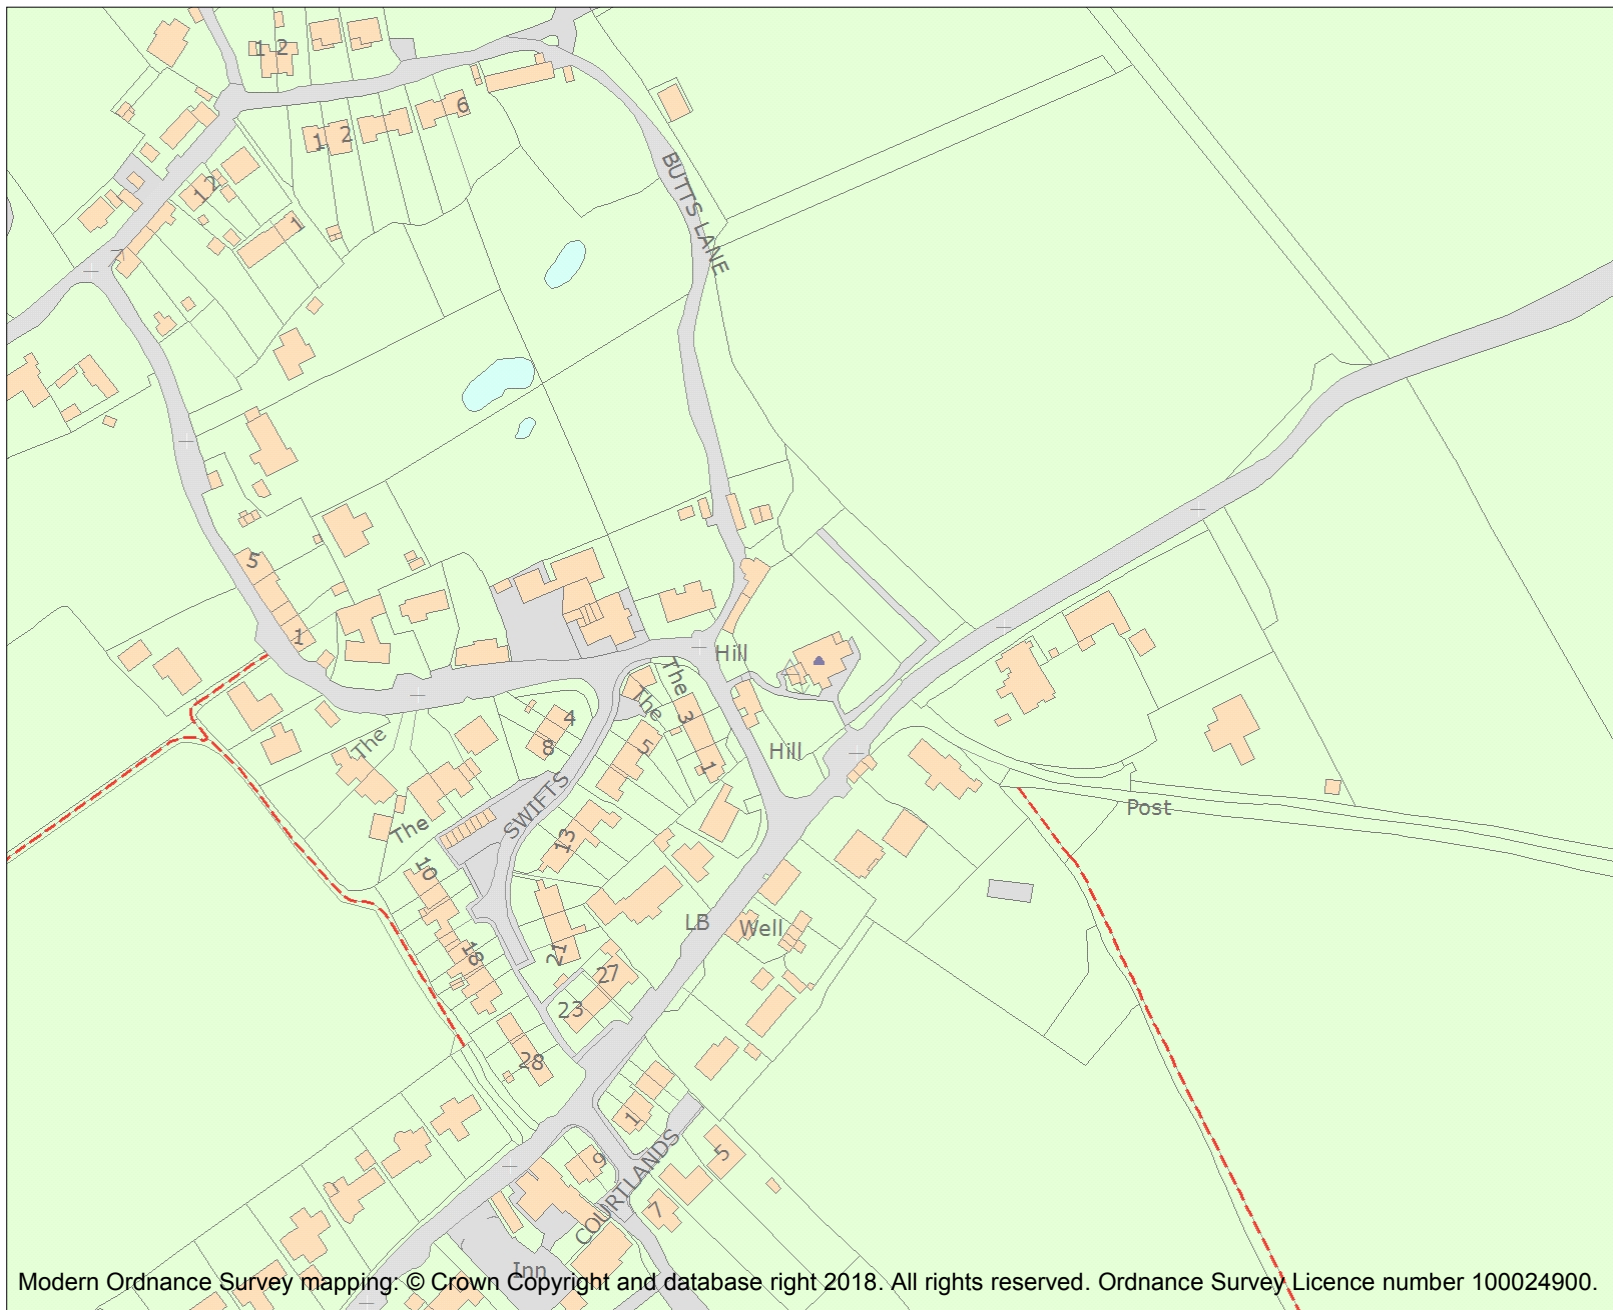 1 2
6
1 2
BUTTS LANE
1 2
1
7
5
1
Hill
The
The
3
4
8
5
1
Hill
The
SWIFTS
The
13
10
Post
LB
Well
18
21
27
23
28
1
COURTLANDS
9
5
7
Inn
Modern Ordnance Survey mapping: © Crown Copyright and database right 2018. All rights reserved. Ordnance Survey Licence number 100024900.